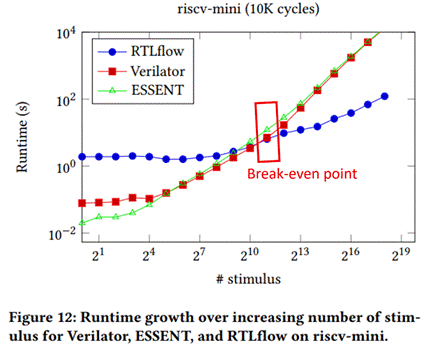 riscv-mini (10K cycles)
10^4
10^2
10^0
10^−2
Runtime (s)
RTLflow
Verilator
ESSENT
Break-even point
2^1 2^4 2^7 2^10 2^13 2^16 2^19
# stimulus
Figure 12: Runtime growth over increasing number of stim-
ulus for Verilator, ESSENT, and RTLflow on riscv-mini.